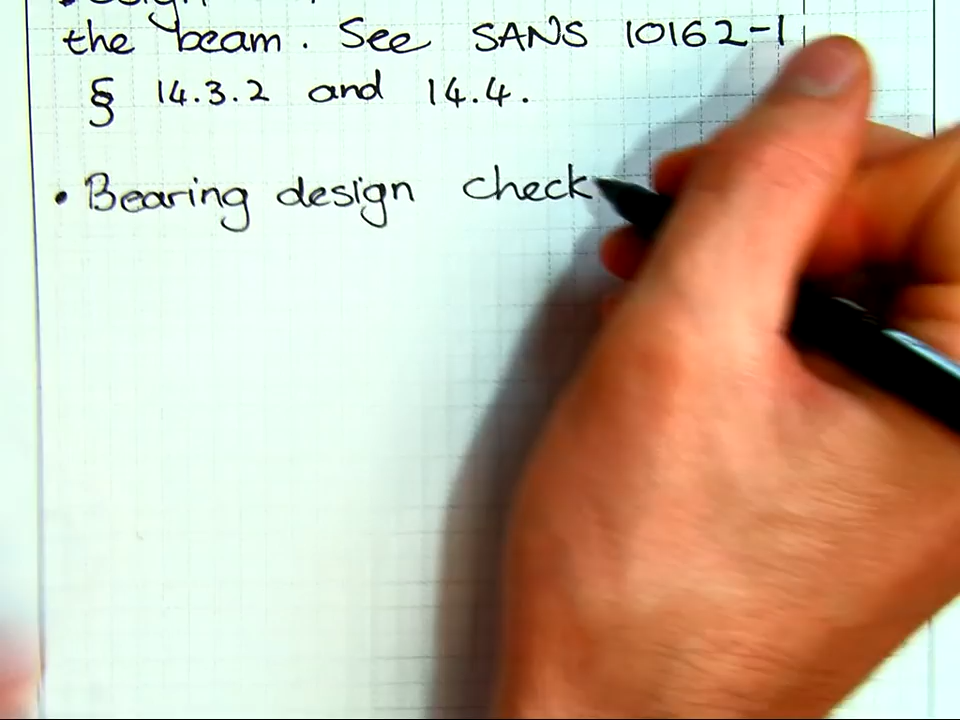 the beam. See SANS 10162-1
§ 14.3.2 and 14.4.
• Bearing design check